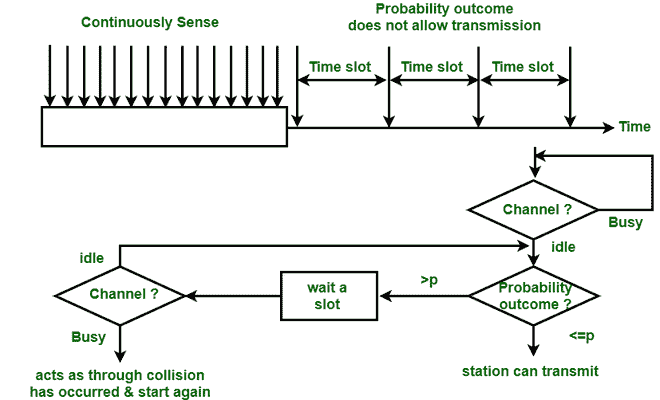 Continuously Sense
Probability outcome
does not allow transmission
Time slot
Time slot
Time slot
Time
Channel ?
Busy
idle
idle
Channel ?
wait a
slot
>p
Probability
outcome ?
Busy
<=p
acts as through collision
has occurred & start again
station can transmit